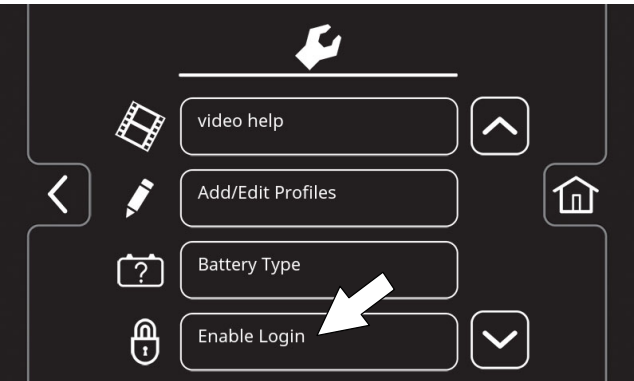 video help
Add/Edit Profiles
Battery Type
?
Enable Login